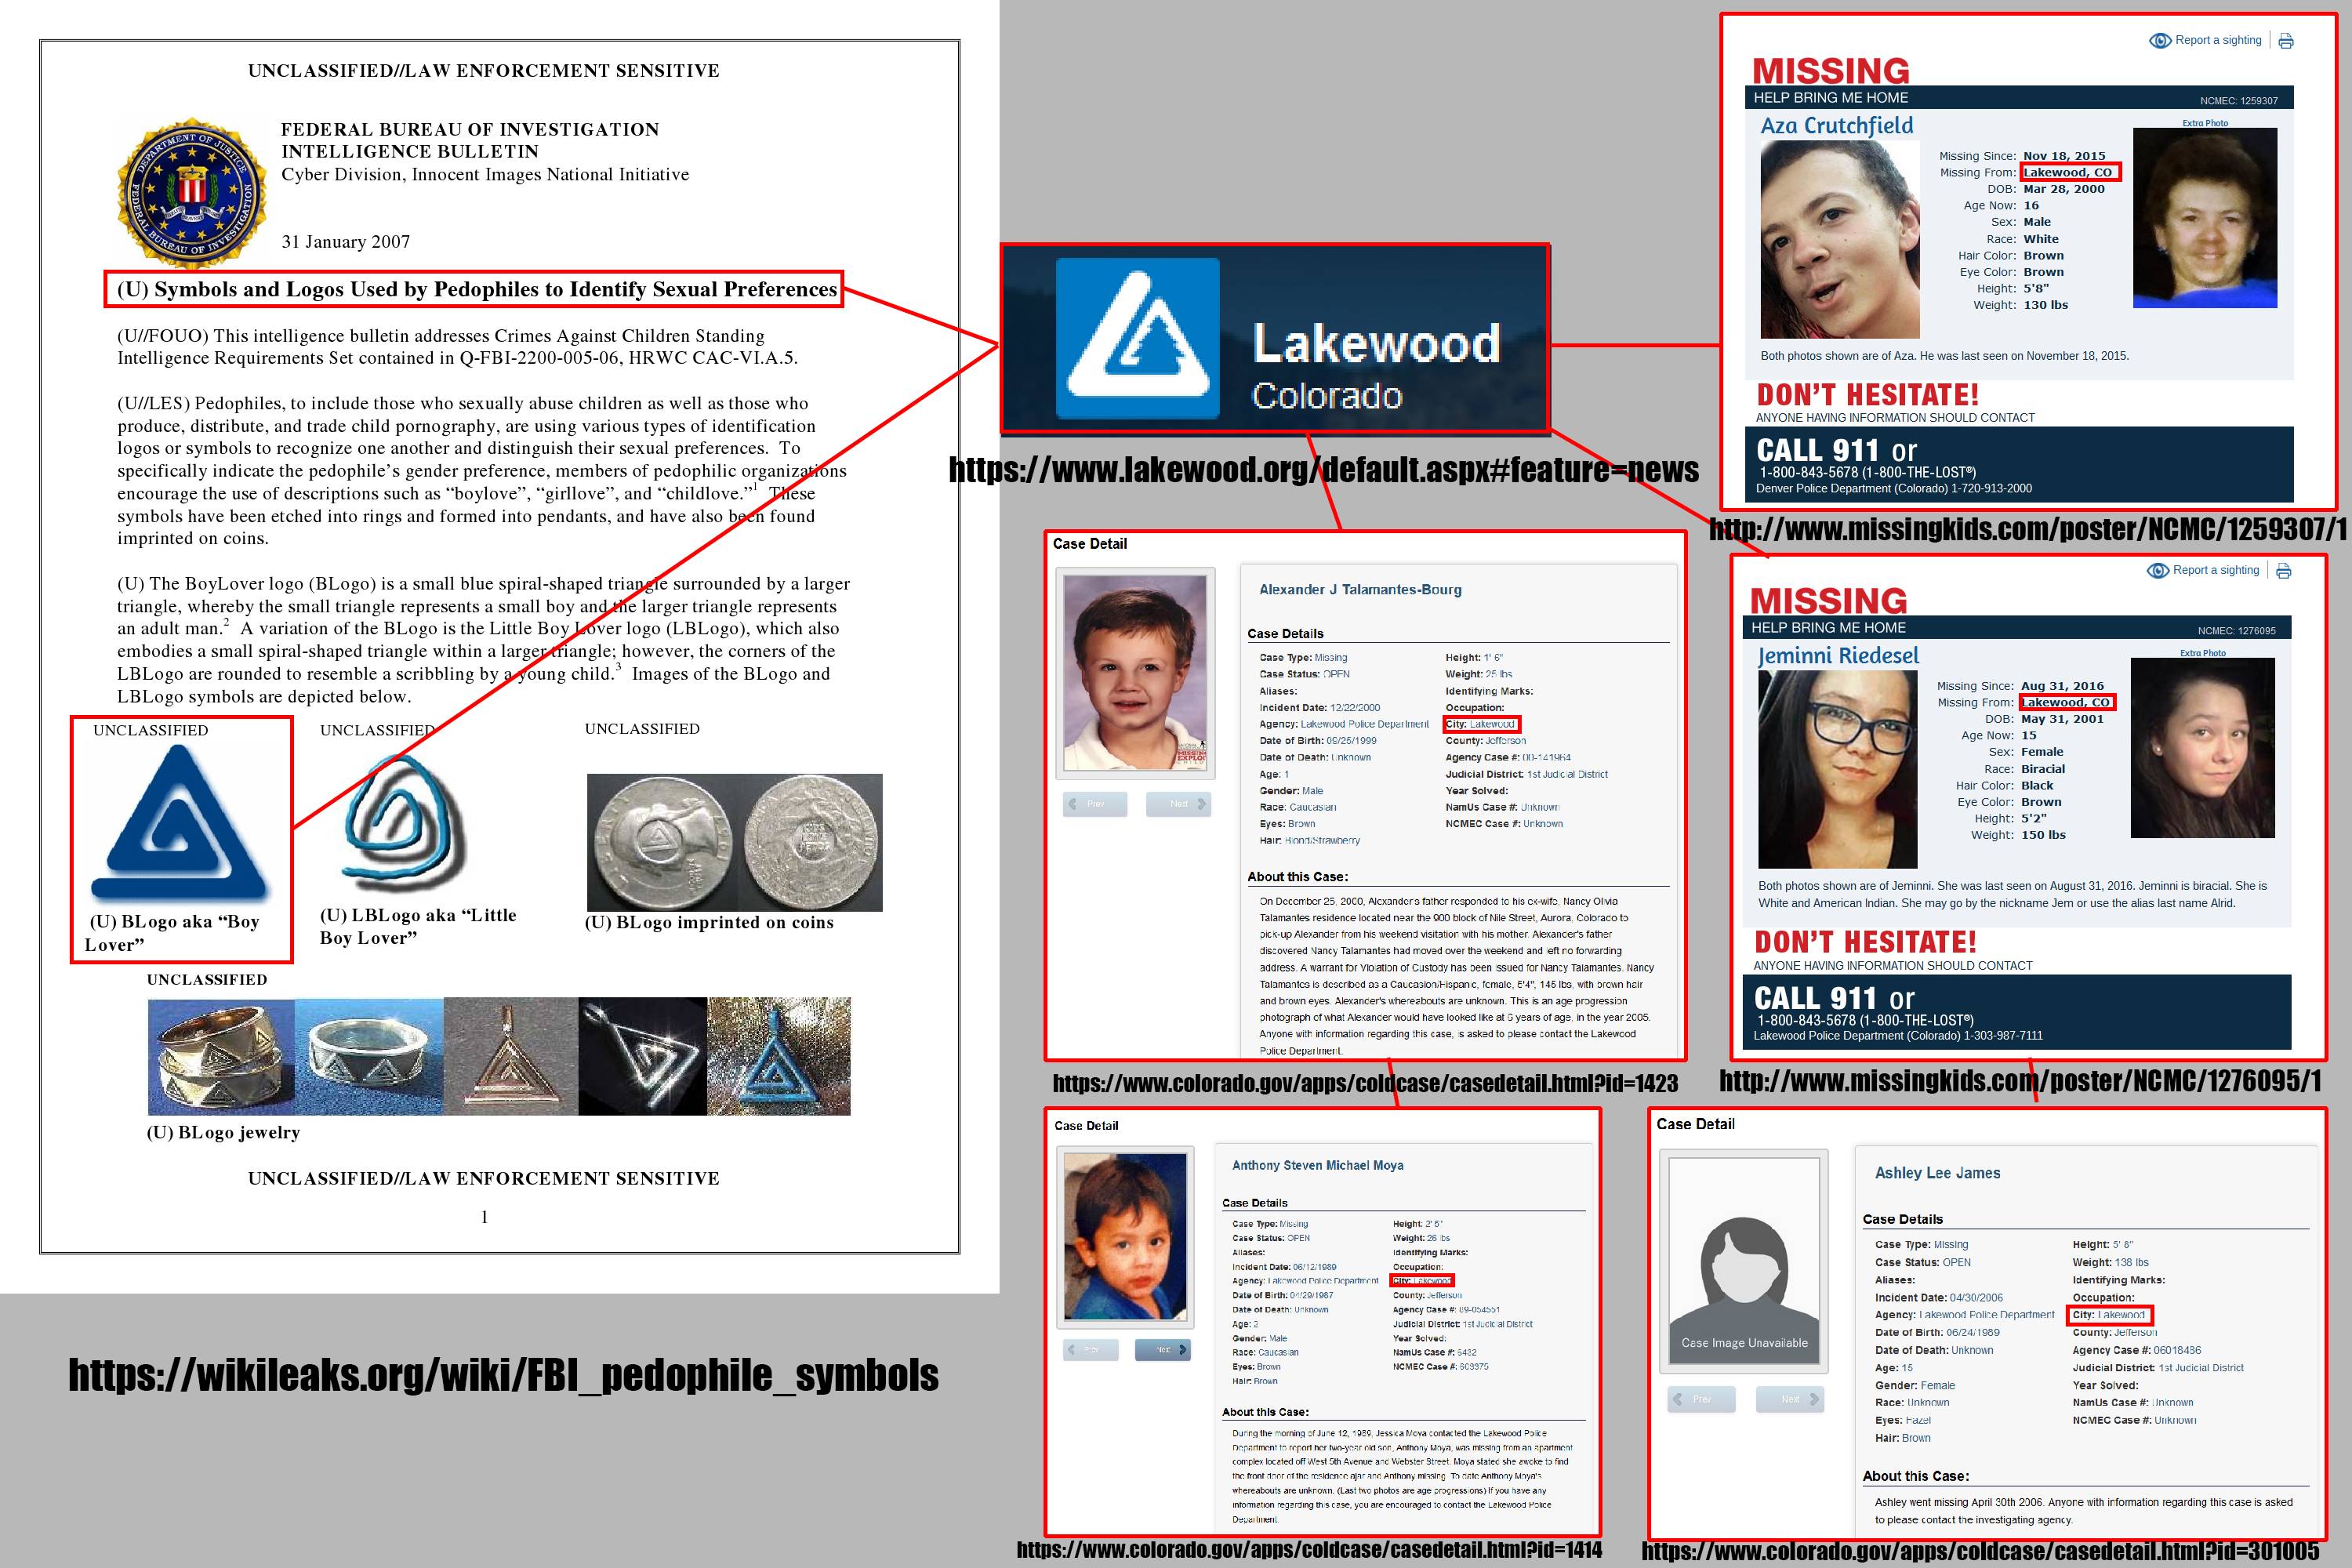 UNCLASSIFIED//LAW ENFORCEMENT SENSITIVE
DEPARTMENT OF JUSTICE
FEDERAL BUREAU OF INVESTIGATION
FEDERAL BUREAU OF INVESTIGATION
INTELLIGENCE BULLETIN
Cyber Division, Innocent Images National Initiative
31 January 2007
(U) Symbols and Logos Used by Pedophiles to Identify Sexual Preferences
(U//FOUO) This intelligence bulletin addresses Crimes Against Children Standing
Intelligence Requirements Set contained in Q-FBI-2200-005-06, HRWC CAC-VI.A.5.
(U//LES) Pedophiles, to include those who sexually abuse children as well as those who
produce, distribute, and trade child pornography, are using various types of identification
logos or symbols to recognize one another and distinguish their sexual preferences. To
specifically indicate the pedophile's gender preference, members of pedophilic organizations
encourage the use of descriptions such as "boylove", "girllove", and "childlove."1 These
symbols have been etched into rings and formed into pendants, and have also been found
imprinted on coins.
(U) The BoyLover logo (BLogo) is a small blue spiral-shaped triangle surrounded by a larger
triangle, whereby the small triangle represents a small boy and the larger triangle represents
an adult man.2 A variation of the BLogo is the Little Boy Lover logo (LBLogo), which also
embodies a small spiral-shaped triangle within a larger triangle; however, the corners of the
LBLogo are rounded to resemble a scribbling by a young child.3 Images of the BLogo and
LBLogo symbols are depicted below.
UNCLASSIFIED
(U) BLogo aka "Boy
Lover"
UNCLASSIFIED
(U) LBLogo aka "Little
Boy Lover"
UNCLASSIFIED
(U) BLogo imprinted on coins
UNCLASSIFIED
(U) BLogo jewelry
UNCLASSIFIED//LAW ENFORCEMENT SENSITIVE
1
https://wikileaks.org/wiki/FBI_pedophile_symbols
Lakewood
Colorado
https://www.lakewood.org/default.aspx#feature=news
Report a sighting
MISSING
HELP BRING ME HOME
NCMEC: 1259307
Aza Crutchfield
Extra Photo
Missing Since: Nov 18, 2015
Missing From: Lakewood, CO
DOB: Mar 28, 2000
Age Now: 16
Sex: Male
Race: White
Hair Color: Brown
Eye Color: Brown
Height: 5'8"
Weight: 130 lbs
Both photos shown are of Aza. He was last seen on November 18, 2015.
DON'T HESITATE!
ANYONE HAVING INFORMATION SHOULD CONTACT
CALL 911 or
1-800-843-5678 (1-800-THE-LOST®)
Denver Police Department (Colorado) 1-720-913-2000
http://www.missingkids.com/poster/NCMC/1259307/1
Report a sighting
MISSING
HELP BRING ME HOME
NCMEC: 1276095
Jeminni Riedesel
Extra Photo
Missing Since: Aug 31, 2016
Missing From: Lakewood, CO
DOB: May 31, 2001
Age Now: 15
Sex: Female
Race: Biracial
Hair Color: Black
Eye Color: Brown
Height: 5'2"
Weight: 150 lbs
Both photos shown are of Jeminni. She was last seen on August 31, 2016. Jeminni is biracial. She is
White and American Indian. She may go by the nickname Jem or use the alias last name Alrid.
DON'T HESITATE!
ANYONE HAVING INFORMATION SHOULD CONTACT
CALL 911 or
1-800-843-5678 (1-800-THE-LOST®)
Lakewood Police Department (Colorado) 1-303-987-7111
http://www.missingkids.com/poster/NCMC/1276095/1
Case Detail
Prev
Next
Alexander J Talamantes-Bourg
Case Details
Case Type: Missing
Case Status: OPEN
Aliases:
Incident Date: 12/22/2000
Agency: Lakewood Police Department
Date of Birth: 09/25/1999
Date of Death: Unknown
Age: 1
Gender: Male
Race: Caucasian
Eyes: Brown
Hair: Blond/Strawberry
Height: 1' 6"
Weight: 25 lbs
Identifying Marks:
Occupation:
City: Lakewood
County: Jefferson
Agency Case #: 00-141964
Judicial District: 1st Judicial District
Year Solved:
NamUs Case #: Unknown
NCMEC Case #: Unknown
About this Case:
On December 25, 2000, Alexander's father responded to his ex-wife, Nancy Olivia
Talamantes residence located near the 900 block of Nile Street, Aurora, Colorado to
pick-up Alexander from his weekend visitation with his mother. Alexander's father
discovered Nancy Talamantes had moved over the weekend and left no forwarding
address. A warrant for Violation of Custody has been issued for Nancy Talamantes. Nancy
Talamantes is described as a Caucasion/Hispanic, female, 5'4", 145 lbs, with brown hair
and brown eyes. Alexander's whereabouts are unknown. This is an age progression
photograph of what Alexander would have looked like at 6 years of age, in the year 2005.
Anyone with information regarding this case, is asked to please contact the Lakewood
Police Department.
https://www.colorado.gov/apps/coldcase/casedetail.html?id=1423
Case Detail
Prev
Next
Anthony Steven Michael Moya
Case Details
Case Type: Missing
Case Status: OPEN
Aliases:
Incident Date: 06/12/1989
Agency: Lakewood Police Department
Date of Birth: 04/29/1987
Date of Death: Unknown
Age: 2
Gender: Male
Race: Caucasian
Eyes: Brown
Hair: Brown
Height: 2' 5"
Weight: 26 lbs
Identifying Marks:
Occupation:
City: Lakewood
County: Jefferson
Agency Case #: 89-054551
Judicial District: 1st Judicial District
Year Solved:
NamUs Case #: 6432
NCMEC Case #: 603375
About this Case:
During the morning of June 12, 1989, Jessica Moya contacted the Lakewood Police
Department to report her two-year old son, Anthony Moya, was missing from an apartment
complex located off West 5th Avenue and Webster Street. Moya stated she awoke to find
the front door of the residence ajar and Anthony missing. To date Anthony Moya's
whereabouts are unknown. (Last two photos are age progressions) If you have any
information regarding this case, you are encouraged to contact the Lakewood Police
Department.
https://www.colorado.gov/apps/coldcase/casedetail.html?id=1414
Case Detail
Case Image Unavailable
Prev
Next
Ashley Lee James
Case Details
Case Type: Missing
Case Status: OPEN
Aliases:
Incident Date: 04/30/2006
Agency: Lakewood Police Department
Date of Birth: 06/24/1989
Date of Death: Unknown
Age: 15
Gender: Female
Race: Unknown
Eyes: Hazel
Hair: Brown
Height: 5' 8"
Weight: 138 lbs
Identifying Marks:
Occupation:
City: Lakewood
County: Jefferson
Agency Case #: 06018486
Judicial District: 1st Judicial District
Year Solved:
NamUs Case #: Unknown
NCMEC Case #: Unknown
About this Case:
Ashley went missing April 30th 2006. Anyone with information regarding this case is asked
to please contact the investigating agency.
https://www.colorado.gov/apps/coldcase/casedetail.html?id=301005